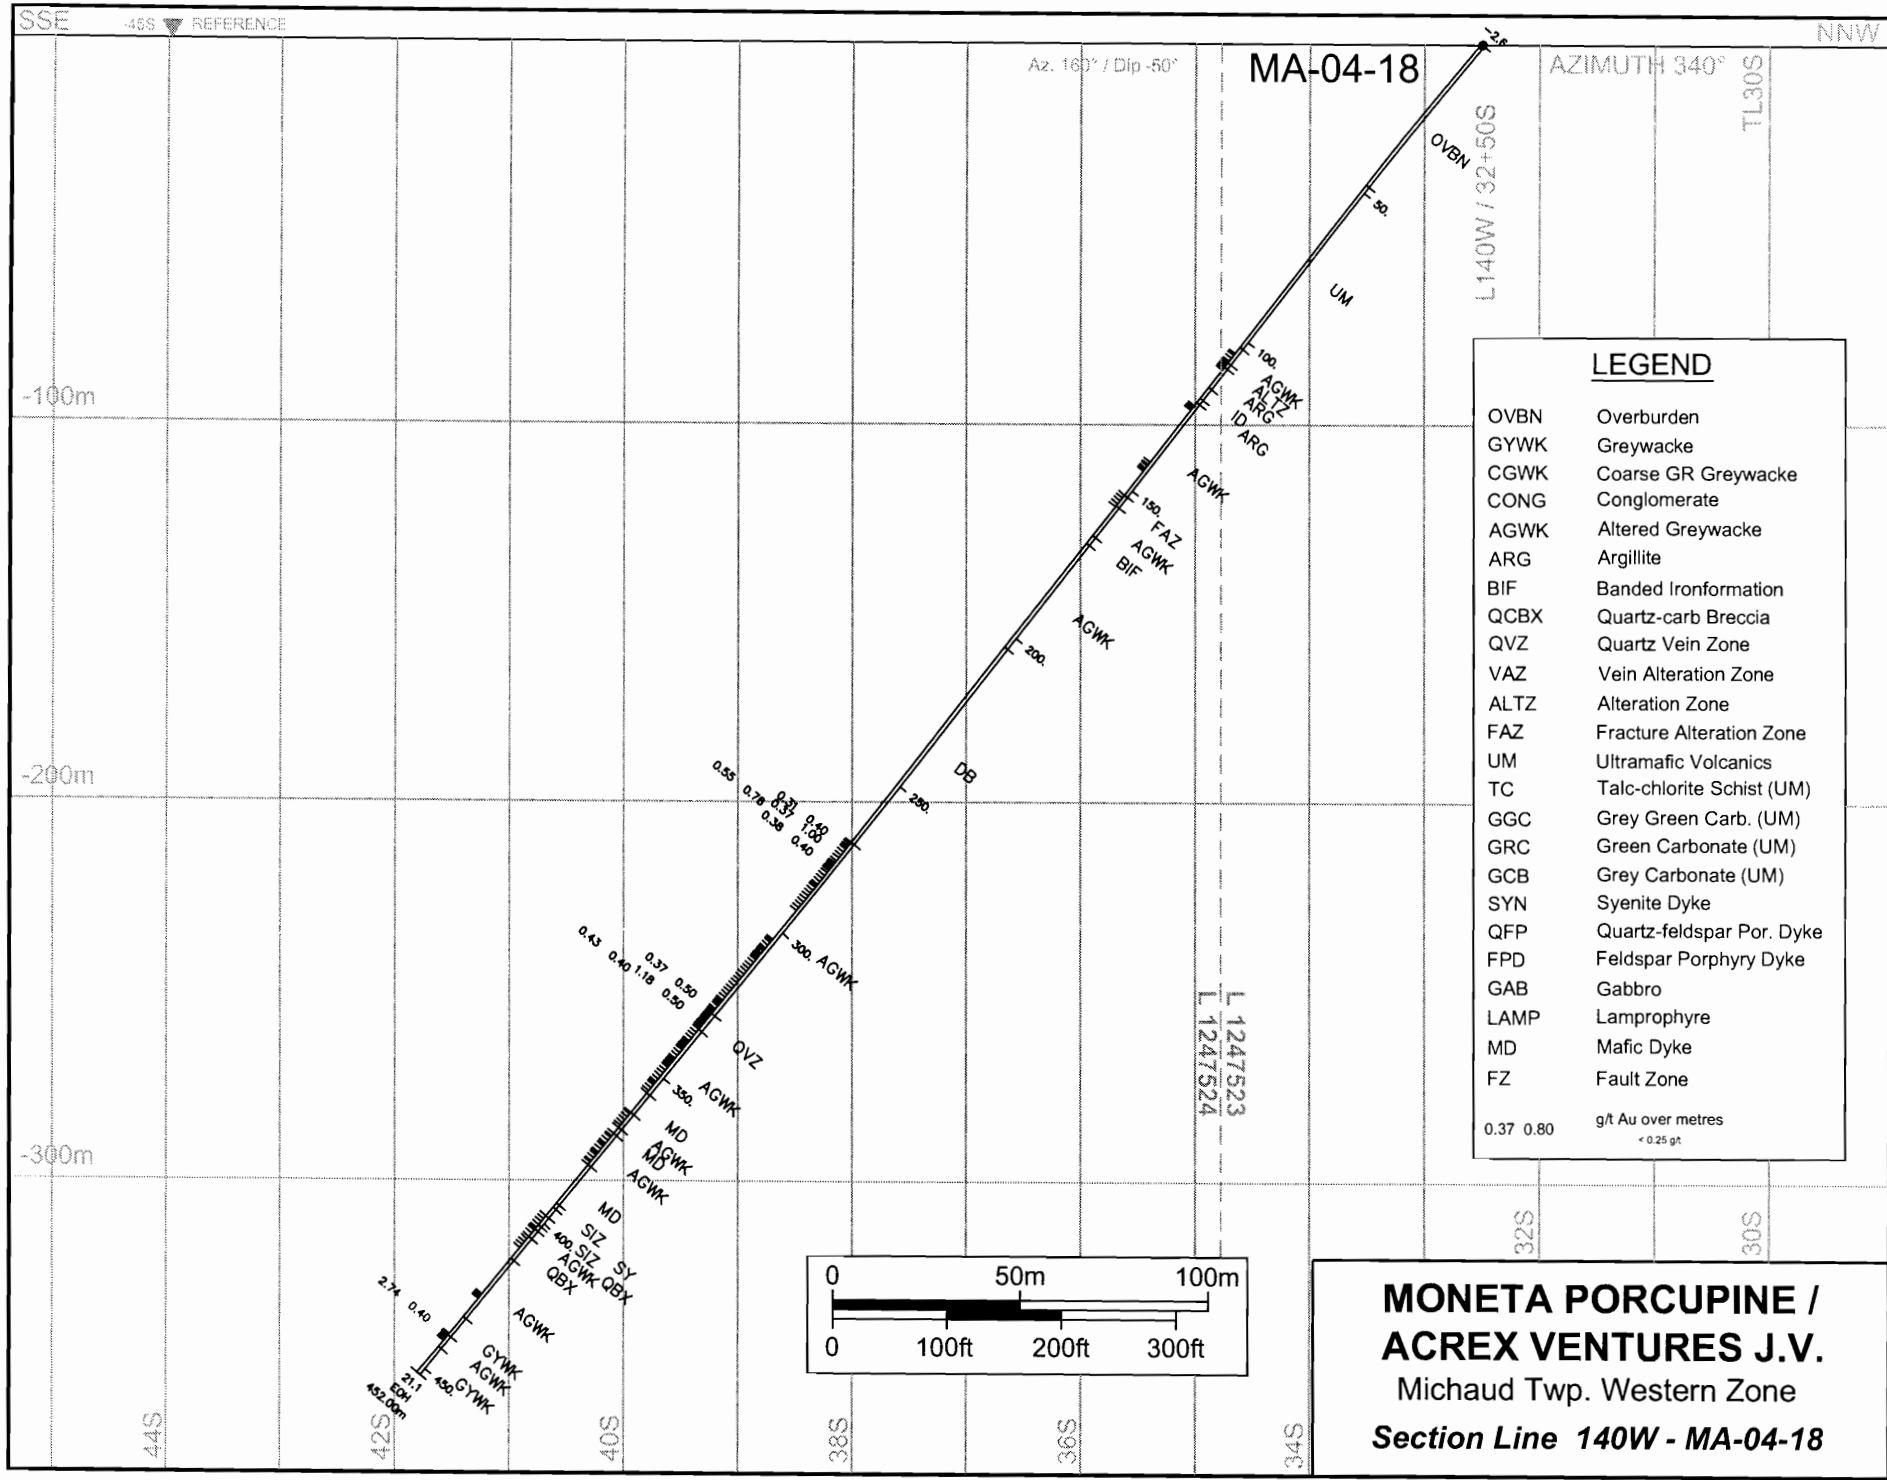 SSE
-45S REFERENCE
NNW
Az. 160° / Dip -50°
MA-04-18
AZIMUTH 340°
TL30S
L140W / 32+50S
-2.6
OVBN
50.
UM
100.
AGWK
ALTZ
ARG
ID
ARG
AGWK
150.
FAZ
AGWK
BIF
AGWK
200.
DB
250.
-100m
-200m
-300m
0.55
0.31 0.40
0.78 0.37 1.00
0.38 0.40
300. AGWK
0.43
0.37 0.50
0.40 1.18 0.50
QVZ
AGWK
350.
MD
AGWK
MD
AGWK
MD
SIZ
400. SIZ SY
AGWK QBX
QBX
AGWK
2.74 0.40
GYWK
AGWK
450. GYWK
21.1
EOH
452.00m
L 1247523
L 1247524
LEGEND
OVBN Overburden
GYWK Greywacke
CGWK Coarse GR Greywacke
CONG Conglomerate
AGWK Altered Greywacke
ARG Argillite
BIF Banded Ironformation
QCBX Quartz-carb Breccia
QVZ Quartz Vein Zone
VAZ Vein Alteration Zone
ALTZ Alteration Zone
FAZ Fracture Alteration Zone
UM Ultramafic Volcanics
TC Talc-chlorite Schist (UM)
GGC Grey Green Carb. (UM)
GRC Green Carbonate (UM)
GCB Grey Carbonate (UM)
SYN Syenite Dyke
QFP Quartz-feldspar Por. Dyke
FPD Feldspar Porphyry Dyke
GAB Gabbro
LAMP Lamprophyre
MD Mafic Dyke
FZ Fault Zone
0.37 0.80 g/t Au over metres
< 0.25 g/t
0 50m 100m
0 100ft 200ft 300ft
44S
42S
40S
38S
36S
34S
32S
30S
MONETA PORCUPINE /
ACREX VENTURES J.V.
Michaud Twp. Western Zone
Section Line 140W - MA-04-18